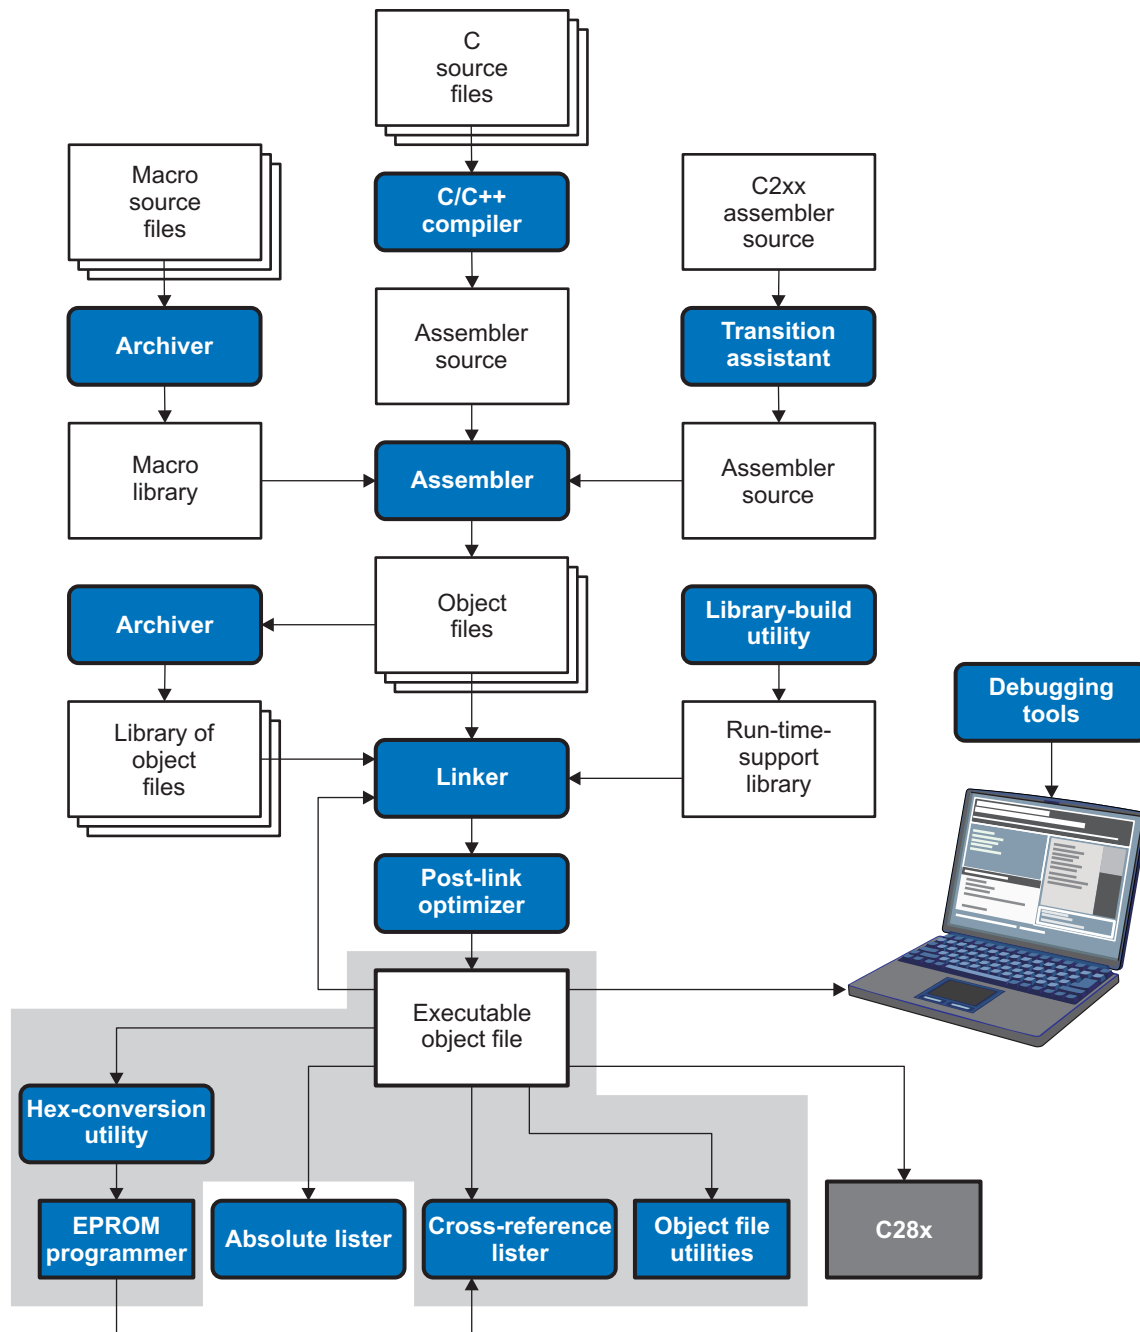 C
source
files
Macro
source
files
C/C++
compiler
C2xx
assembler
source
Archiver
Assembler
source
Transition
assistant
Macro
library
Assembler
Assembler
source
Archiver
Object
files
Library-build
utility
Debugging
tools
Library of
object
files
Linker
Run-time-
support
library
Post-link
optimizer
Executable
object file
Hex-conversion
utility
EPROM
programmer
Absolute lister
Cross-reference
lister
Object file
utilities
C28x